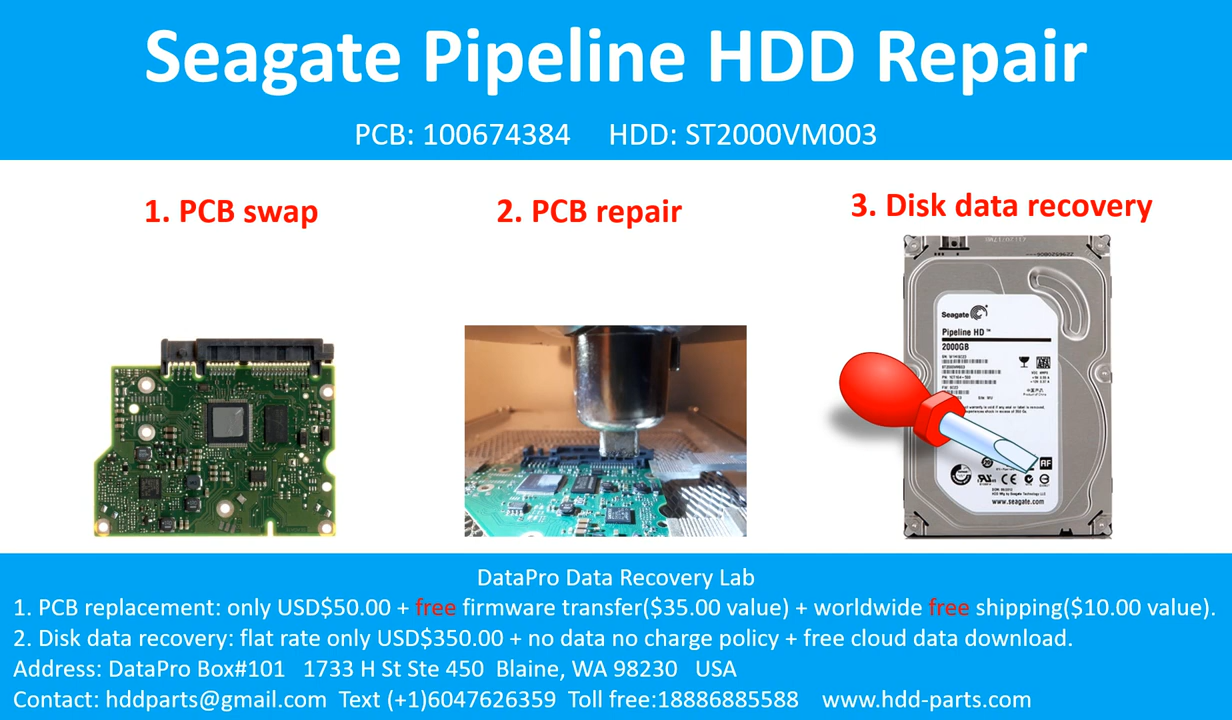 Seagate Pipeline HDD Repair
PCB: 100674384 HDD: ST2000VM003
1. PCB swap
2. PCB repair
3. Disk data recovery
Seagate
Pipeline HD™
2000GB
www.seagate.com
DataPro Data Recovery Lab
1. PCB replacement: only USD$50.00 + free firmware transfer($35.00 value) + worldwide free shipping($10.00 value).
2. Disk data recovery: flat rate only USD$350.00 + no data no charge policy + free cloud data download.
Address: DataPro Box#101 1733 H St Ste 450 Blaine, WA 98230 USA
Contact: hddparts@gmail.com Text (+1)6047626359 Toll free:18886885588 www.hdd-parts.com